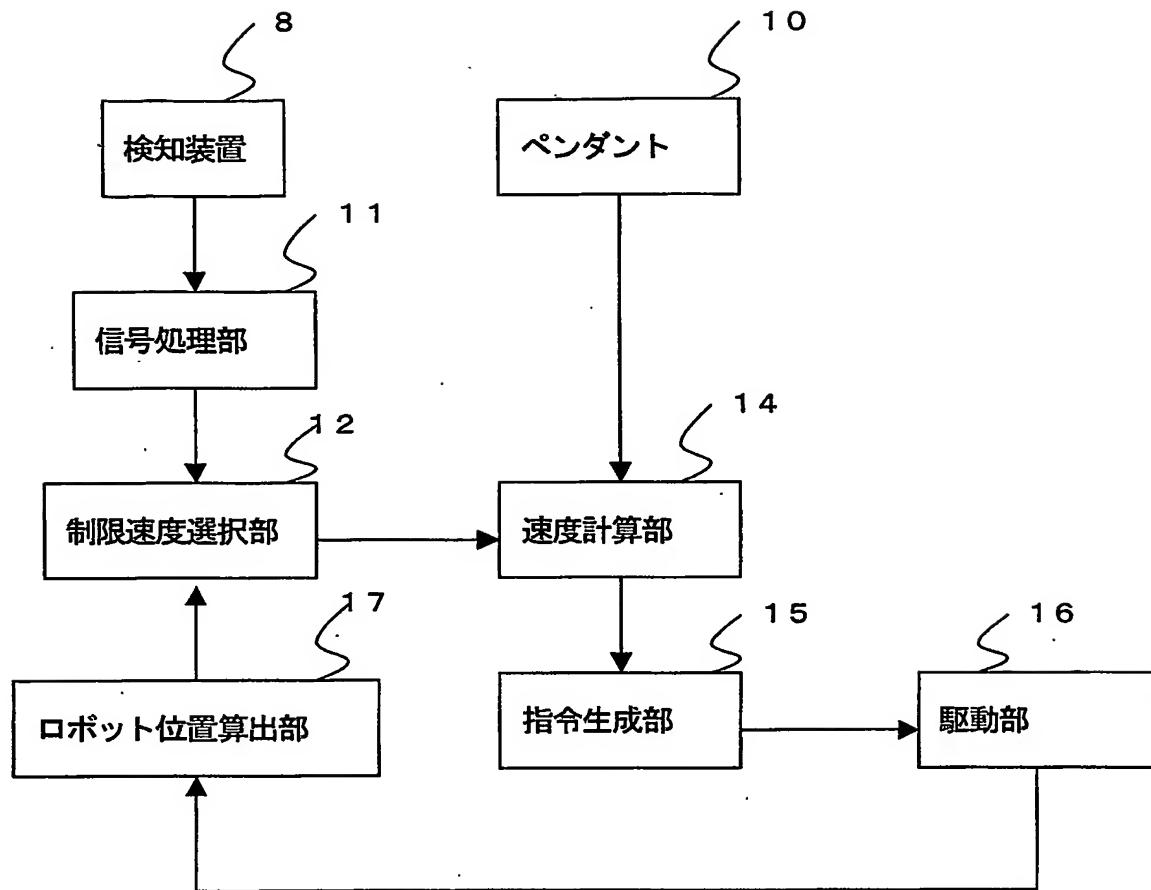 8
検知装置
10
ペンダント
11
信号処理部
12
制限速度選択部
14
速度計算部
17
ロボット位置算出部
15
指令生成部
16
駆動部